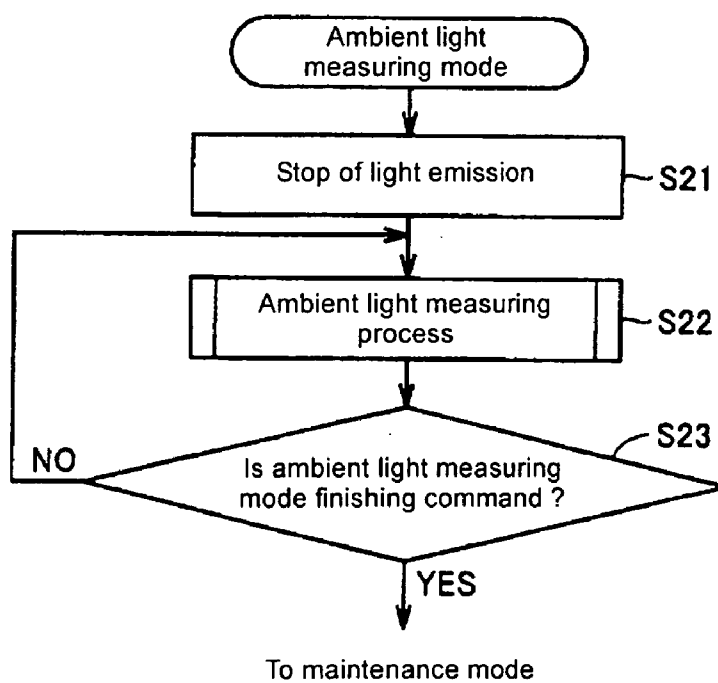 Ambient light
measuring mode
Stop of light emission
S21
Ambient light measuring
process
S22
S23
NO
Is ambient light measuring
mode finishing command ?
YES
To maintenance mode